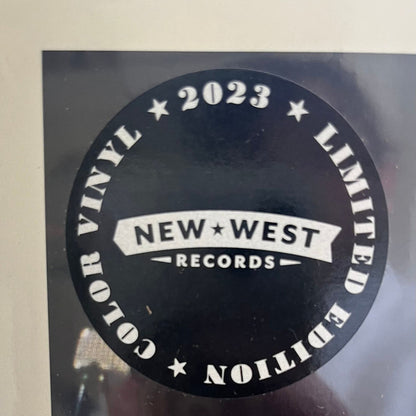 ★ 2023 ★ LIMITED EDITION ★ COLOR VINYL
NEW★WEST
RECORDS